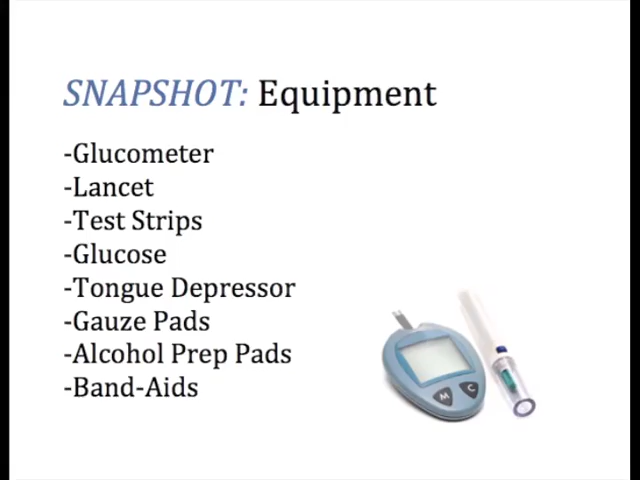 SNAPSHOT: Equipment
-Glucometer
-Lancet
-Test Strips
-Glucose
-Tongue Depressor
-Gauze Pads
-Alcohol Prep Pads
-Band-Aids
M C